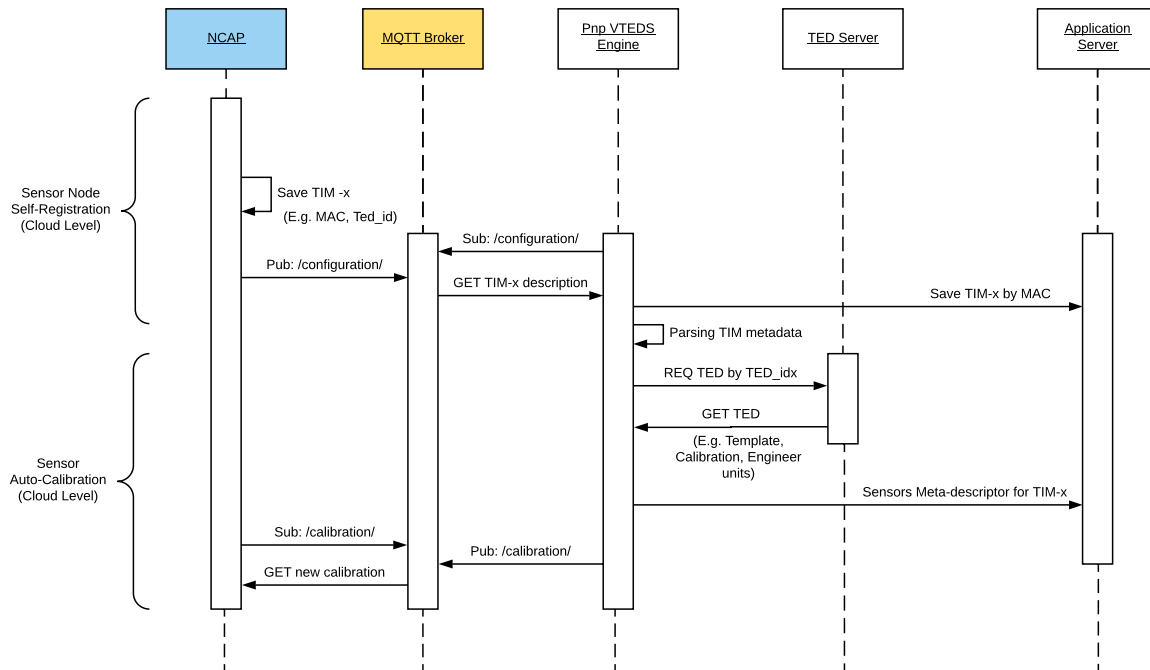 NCAP
MQTT Broker
Pnp VTEDS
Engine
TED Server
Application
Server
Sensor Node
Self-Registration
(Cloud Level)
Save TIM -x
(E.g. MAC, Ted_id)
Sub: /configuration/
Pub: /configuration/
GET TIM-x description
Save TIM-x by MAC
Parsing TIM metadata
REQ TED by TED_idx
GET TED
(E.g. Template,
Calibration, Engineer
units)
Sensor
Auto-Calibration
(Cloud Level)
Sensors Meta-descriptor for TIM-x
Sub: /calibration/
Pub: /calibration/
GET new calibration